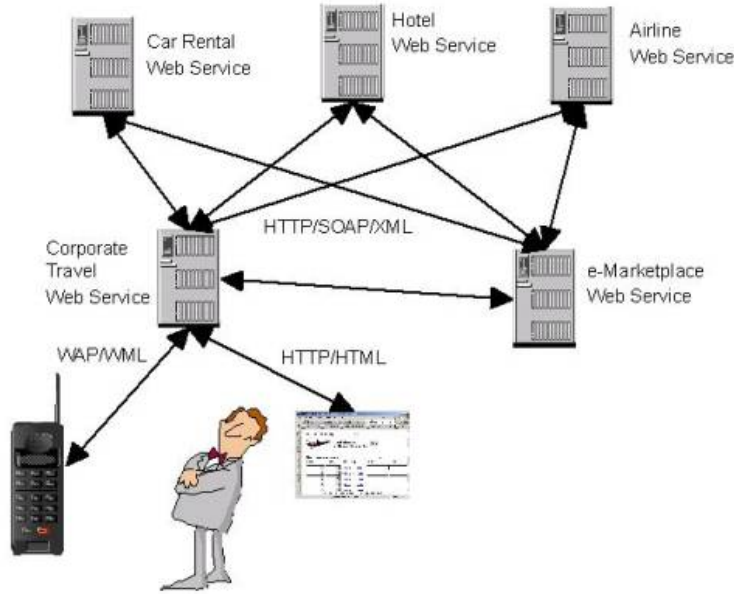 Car Rental
Web Service
Hotel
Web Service
Airline
Web Service
HTTP/SOAP/XML
Corporate
Travel
Web Service
e-Marketplace
Web Service
WAP/WML
HTTP/HTML